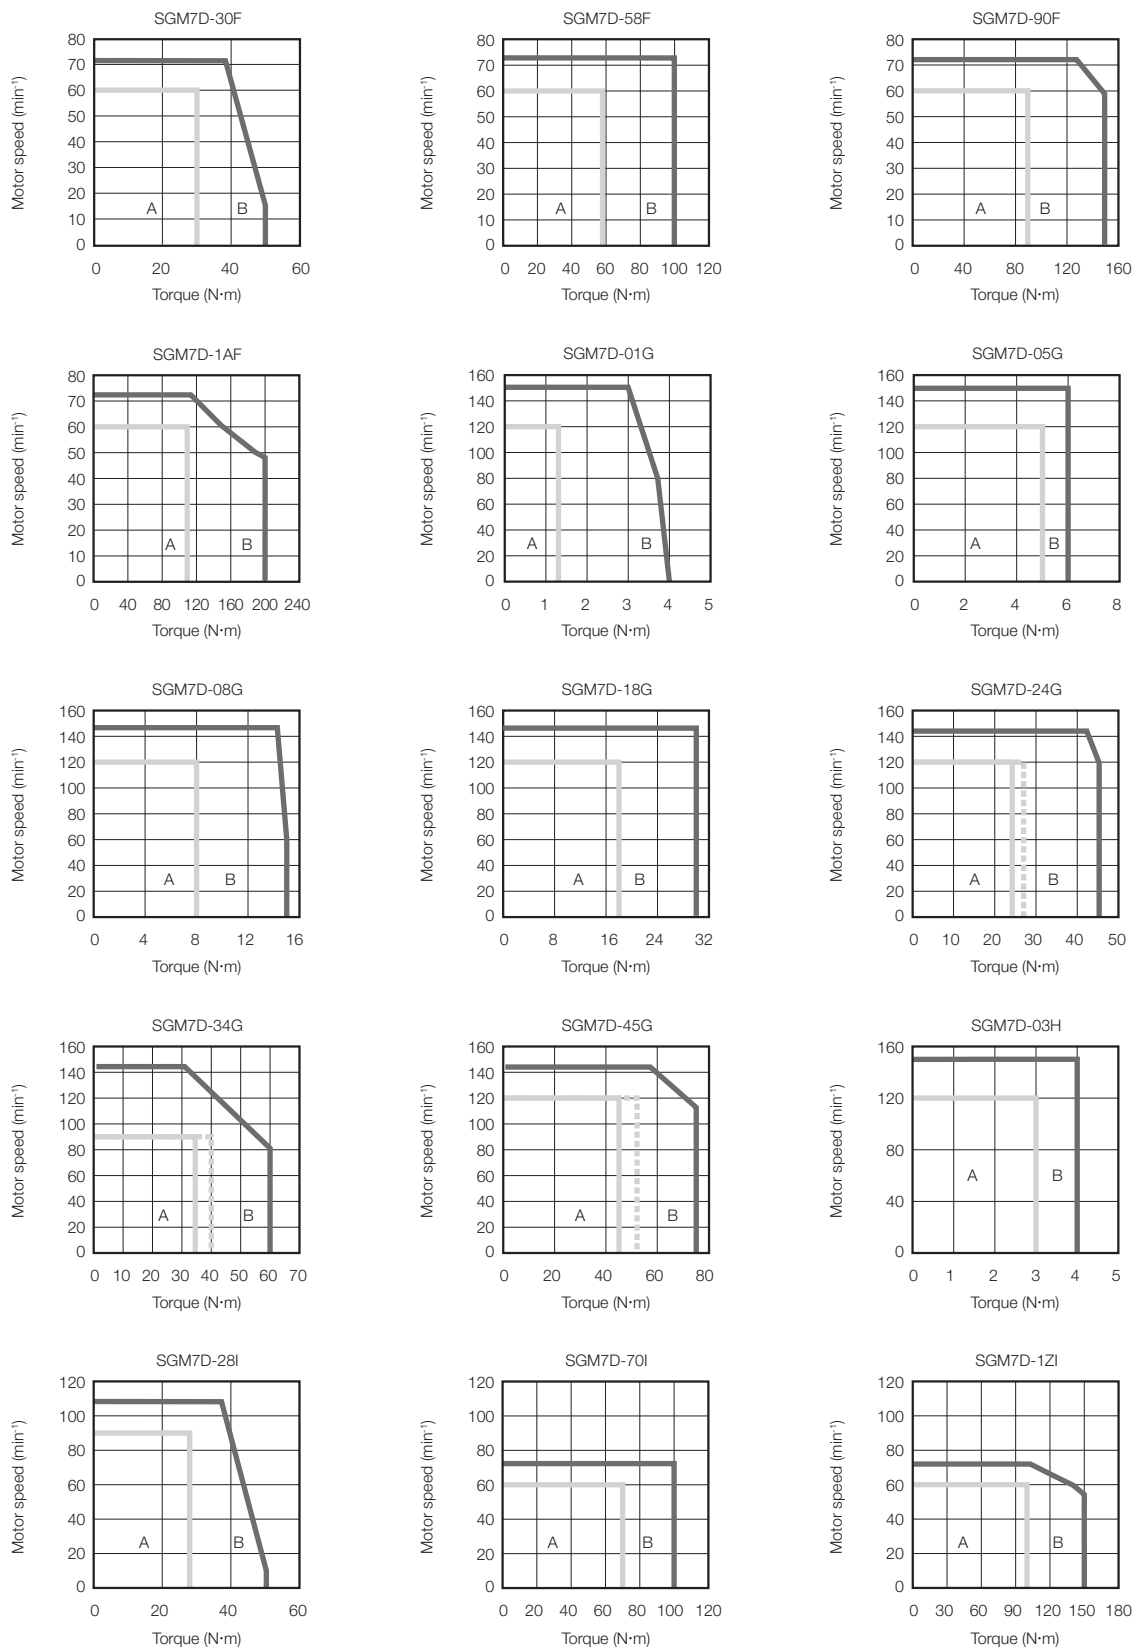 SGM7D-30F
Motor speed (min⁻¹)
80
70
60
50
40
30
20
10
0
A
B
0 20 40 60
Torque (N•m)
SGM7D-58F
Motor speed (min⁻¹)
80
70
60
50
40
30
20
10
0
A
B
0 20 40 60 80 100 120
Torque (N•m)
SGM7D-90F
Motor speed (min⁻¹)
80
70
60
50
40
30
20
10
0
A
B
0 40 80 120 160
Torque (N•m)
SGM7D-1AF
Motor speed (min⁻¹)
80
70
60
50
40
30
20
10
0
A
B
0 40 80 120 160 200 240
Torque (N•m)
SGM7D-01G
Motor speed (min⁻¹)
160
140
120
100
80
60
40
20
0
A
B
0 1 2 3 4 5
Torque (N•m)
SGM7D-05G
Motor speed (min⁻¹)
160
140
120
100
80
60
40
20
0
A
B
0 2 4 6 8
Torque (N•m)
SGM7D-08G
Motor speed (min⁻¹)
160
140
120
100
80
60
40
20
0
A
B
0 4 8 12 16
Torque (N•m)
SGM7D-18G
Motor speed (min⁻¹)
160
140
120
100
80
60
40
20
0
A
B
0 8 16 24 32
Torque (N•m)
SGM7D-24G
Motor speed (min⁻¹)
160
140
120
100
80
60
40
20
0
A
B
0 10 20 30 40 50
Torque (N•m)
SGM7D-34G
Motor speed (min⁻¹)
160
140
120
100
80
60
40
20
0
A
B
0 10 20 30 40 50 60 70
Torque (N•m)
SGM7D-45G
Motor speed (min⁻¹)
160
140
120
100
80
60
40
20
0
A
B
0 20 40 60 80
Torque (N•m)
SGM7D-03H
Motor speed (min⁻¹)
160
120
80
40
0
A
B
0 1 2 3 4 5
Torque (N•m)
SGM7D-28I
Motor speed (min⁻¹)
120
100
80
60
40
20
0
A
B
0 20 40 60
Torque (N•m)
SGM7D-70I
Motor speed (min⁻¹)
120
100
80
60
40
20
0
A
B
0 20 40 60 80 100 120
Torque (N•m)
SGM7D-1ZI
Motor speed (min⁻¹)
120
100
80
60
40
20
0
A
B
0 30 60 90 120 150 180
Torque (N•m)